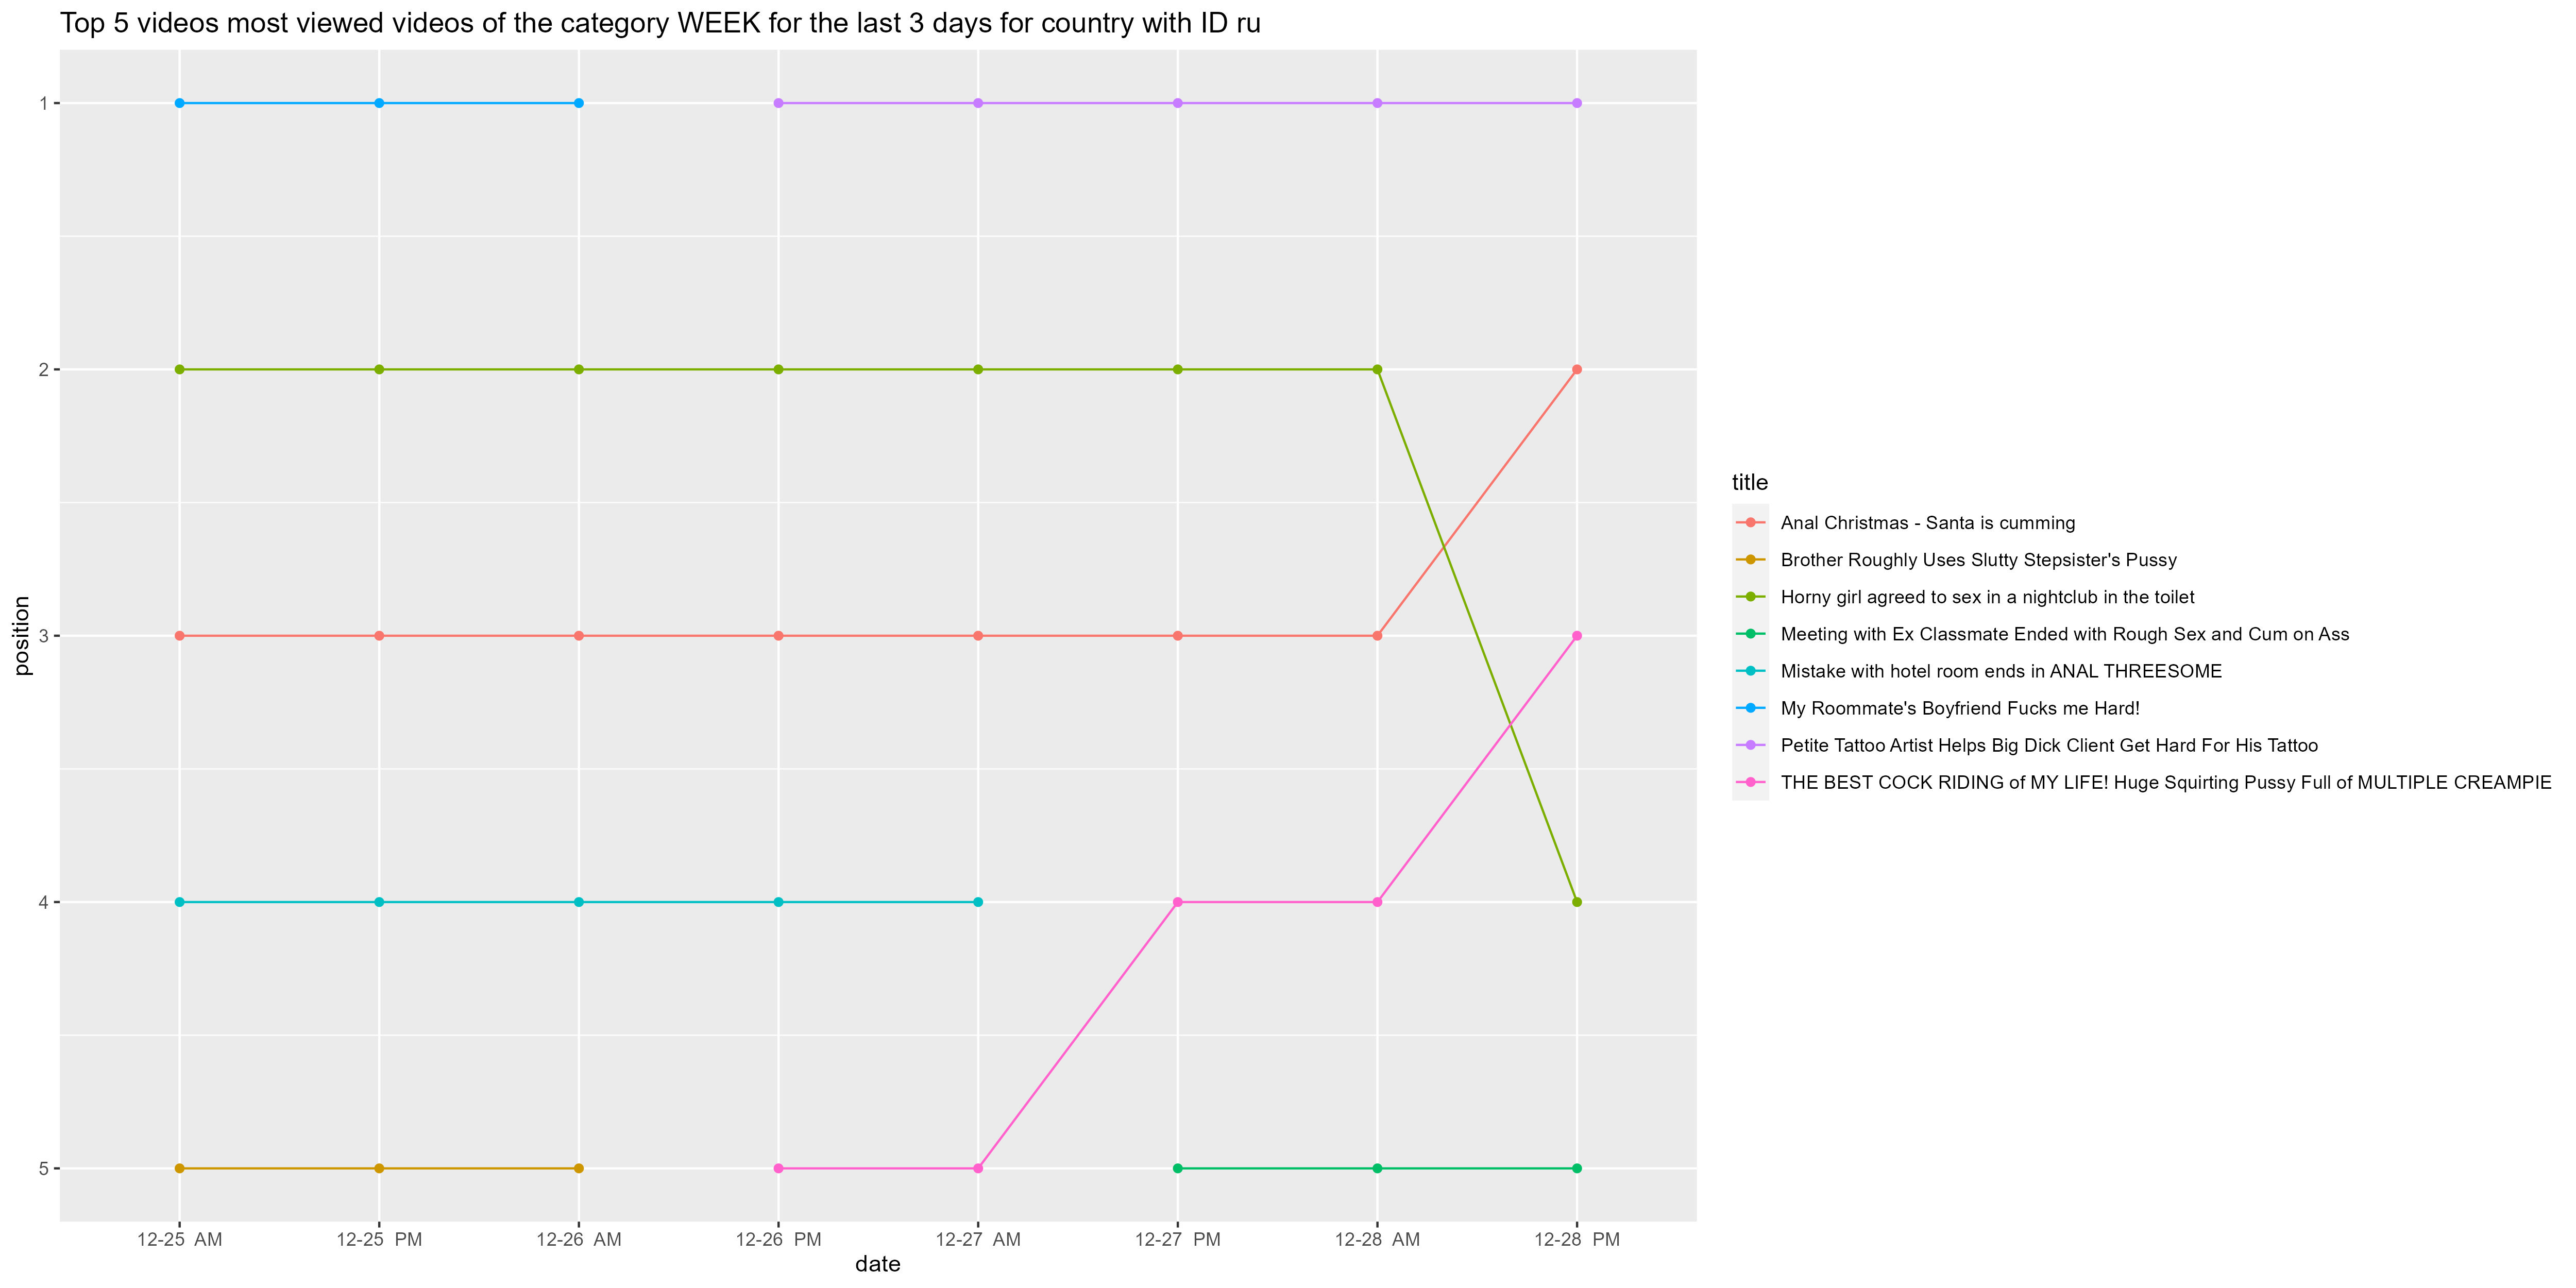 Top 5 videos most viewed videos of the category WEEK for the last 3 days for country with ID ru
1
2
3
4
5
position
12-25 AM
12-25 PM
12-26 AM
12-26 PM
12-27 AM
12-27 PM
12-28 AM
12-28 PM
date
title
Anal Christmas - Santa is cumming
Brother Roughly Uses Slutty Stepsister's Pussy
Horny girl agreed to sex in a nightclub in the toilet
Meeting with Ex Classmate Ended with Rough Sex and Cum on Ass
Mistake with hotel room ends in ANAL THREESOME
My Roommate's Boyfriend Fucks me Hard!
Petite Tattoo Artist Helps Big Dick Client Get Hard For His Tattoo
THE BEST COCK RIDING of MY LIFE! Huge Squirting Pussy Full of MULTIPLE CREAMPIE